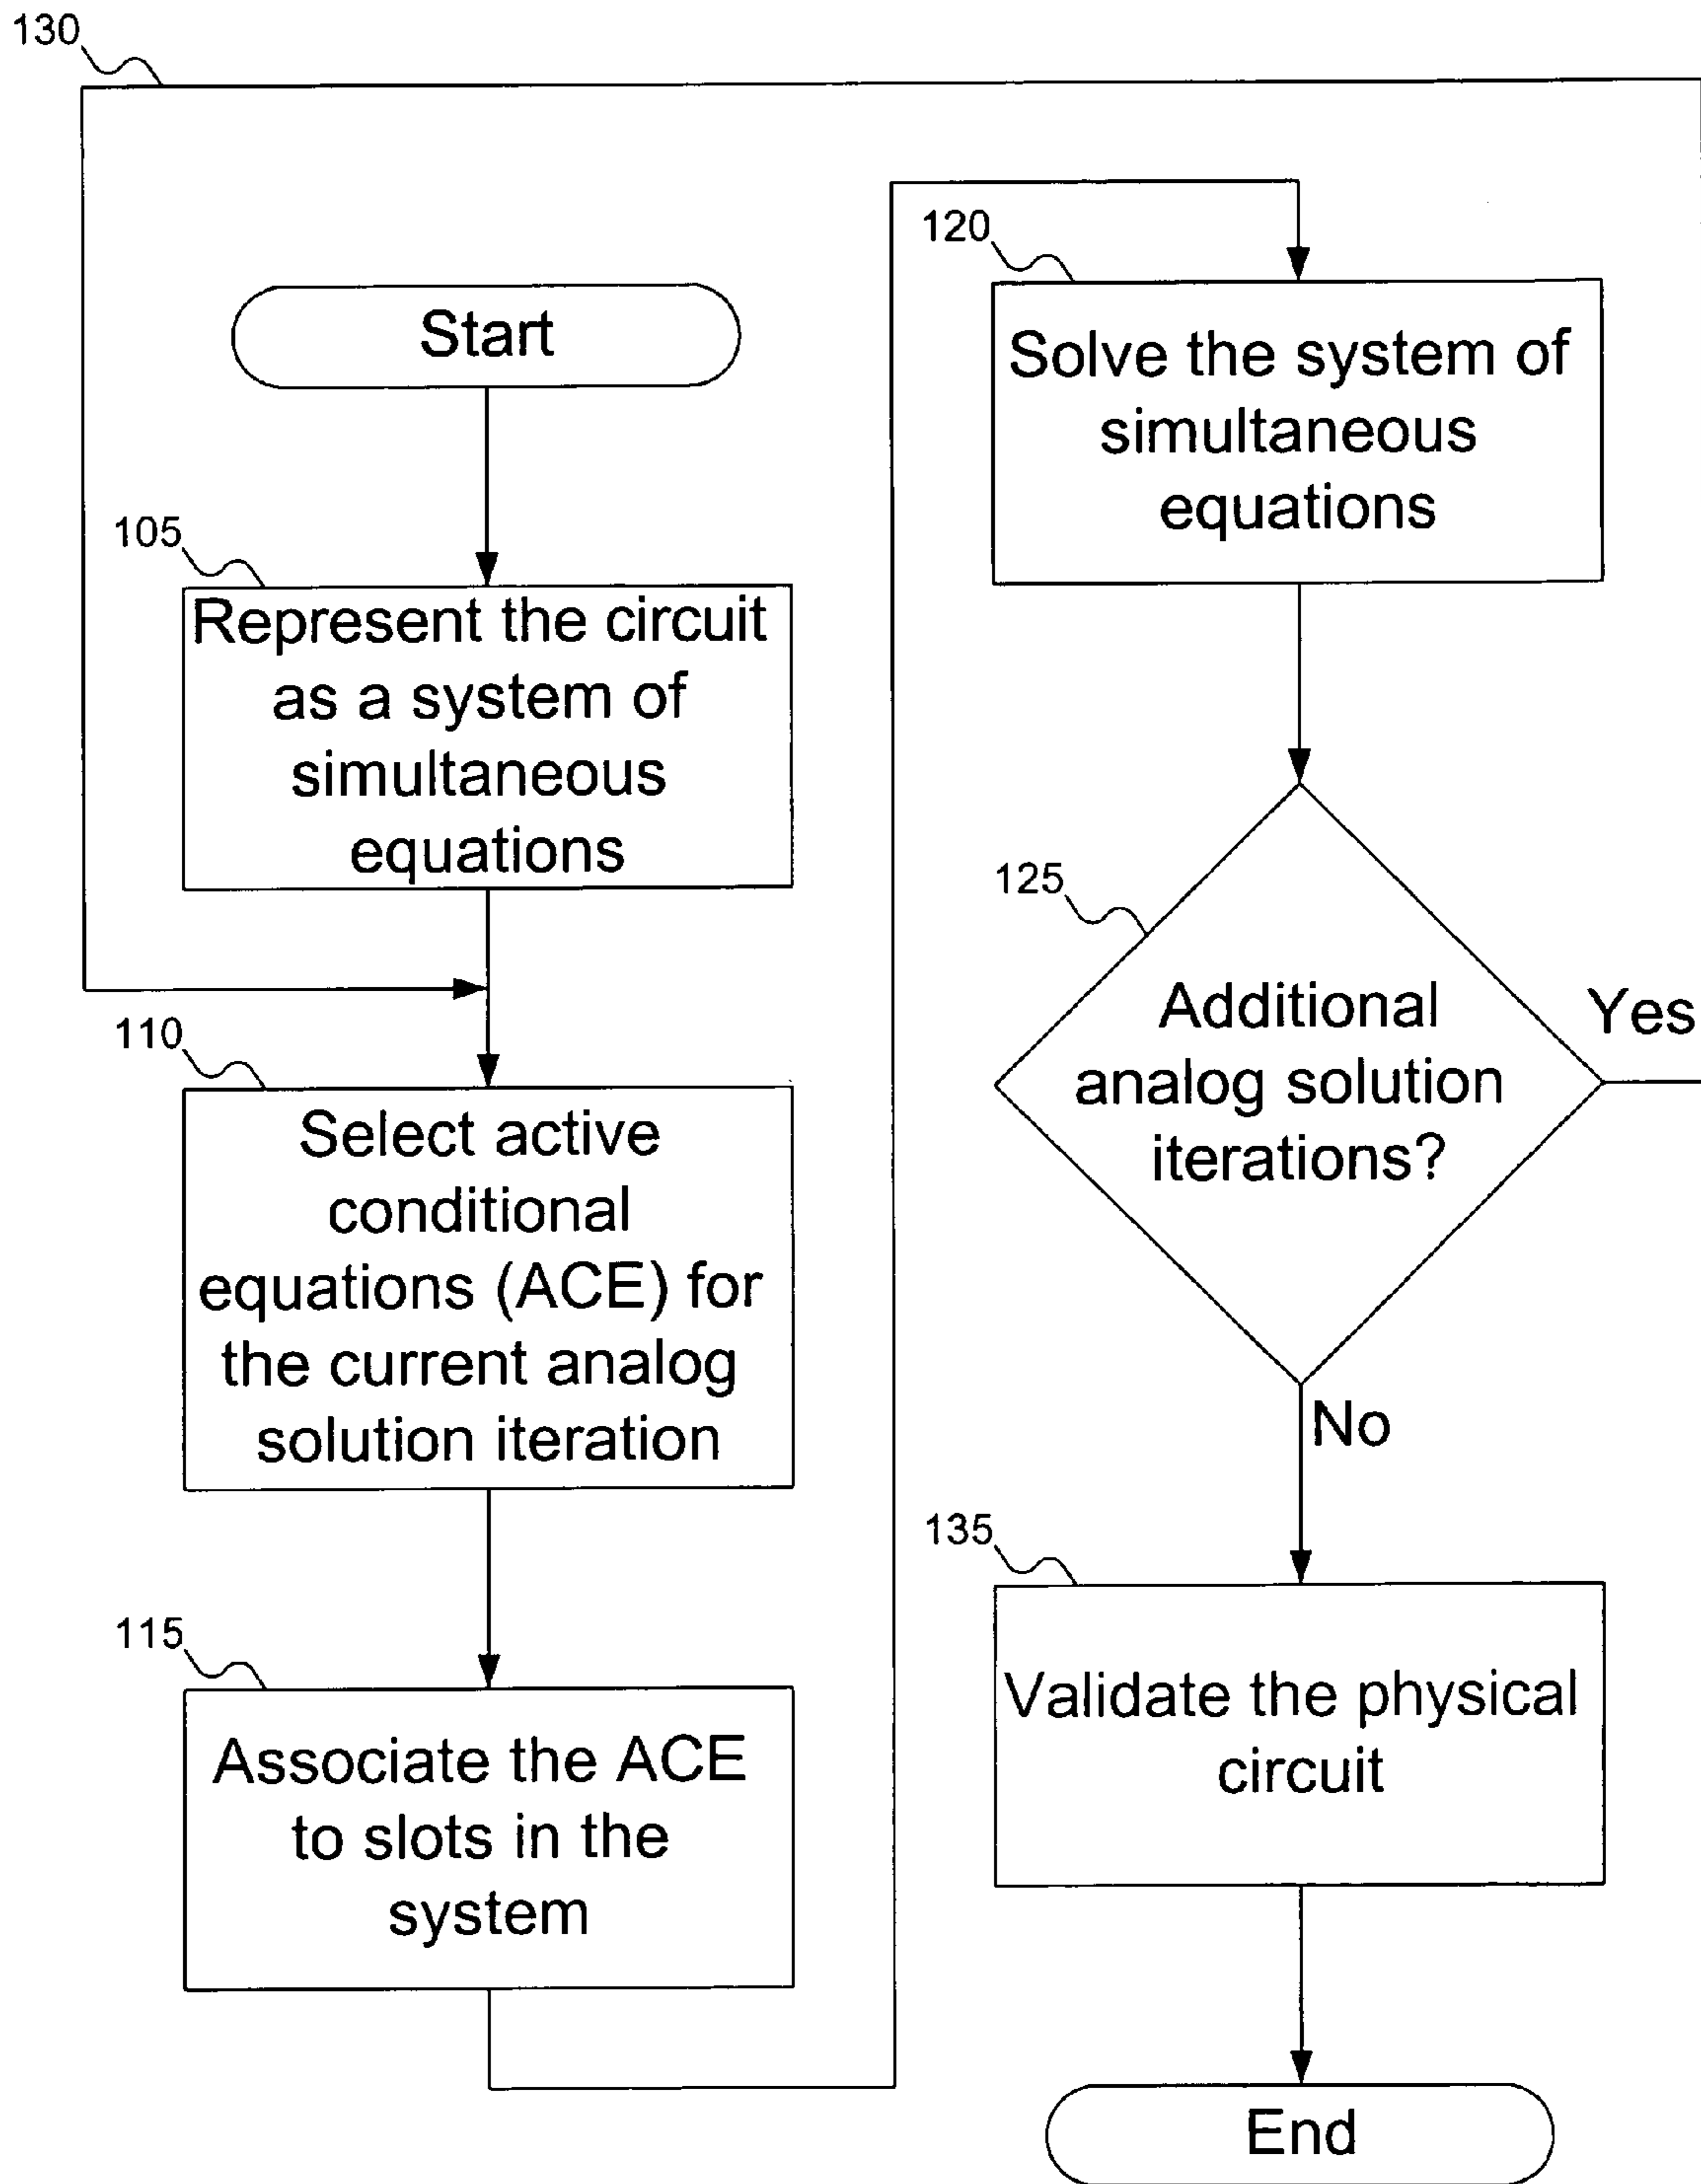 130
Start
105
Represent the circuit
as a system of
simultaneous
equations
110
Select active
conditional
equations (ACE) for
the current analog
solution iteration
115
Associate the ACE
to slots in the
system
120
Solve the system of
simultaneous
equations
125
Additional
analog solution
iterations?
Yes
No
135
Validate the physical
circuit
End